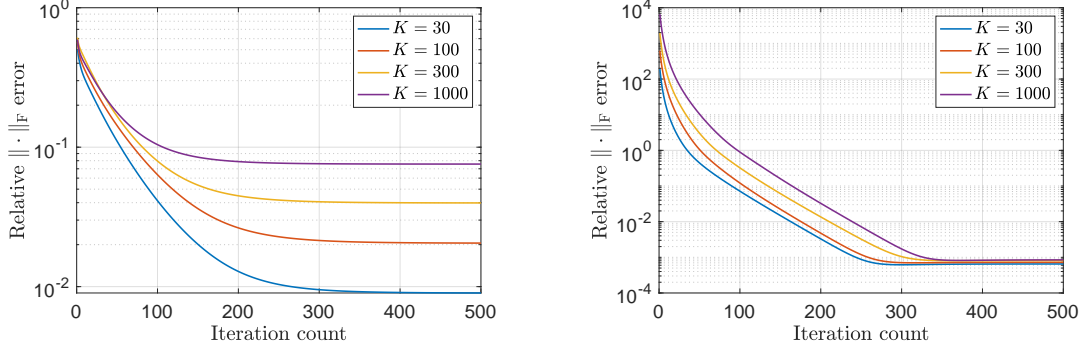 Relative ∥ · ∥F error
10^0
10^-1
10^-2
0 100 200 300 400 500
Iteration count
K = 30
K = 100
K = 300
K = 1000
Relative ∥ · ∥F error
10^4
10^2
10^0
10^-2
10^-4
0 100 200 300 400 500
Iteration count
K = 30
K = 100
K = 300
K = 1000